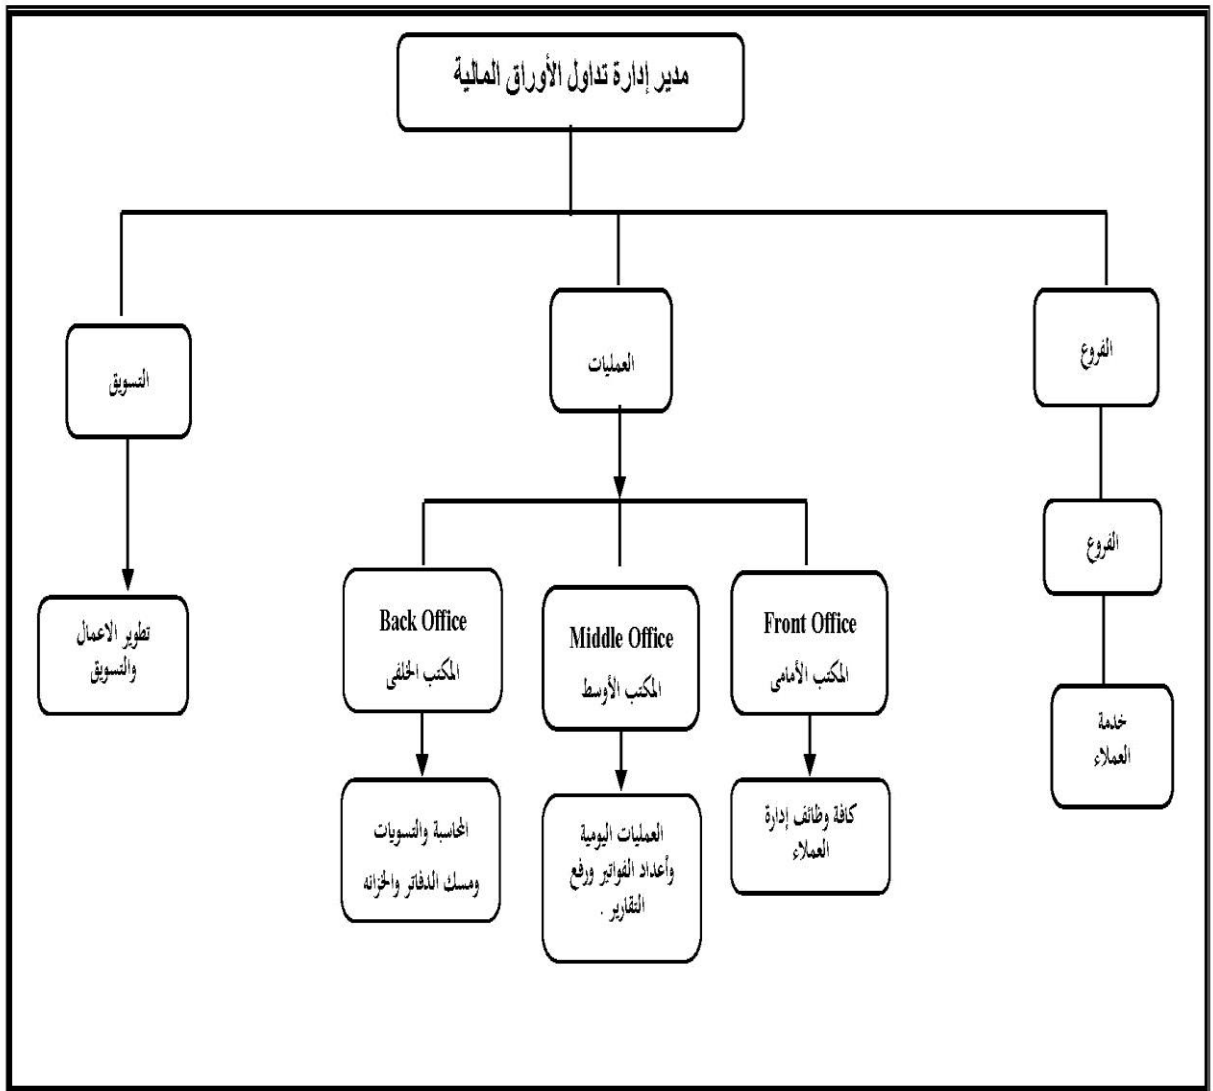 مدير إدارة تداول الأوراق المالية
الفروع
العمليات
التسويق
الفروع
خدمة
العملاء
Front Office
المكتب الأمامى
Middle Office
المكتب الأوسط
Back Office
المكتب الخلفى
تطوير الاعمال
والتسويق
كافة وظائف إدارة
العملاء
العمليات اليومية
وأعداد الفواتير ورفع
التقارير .
المحاسبة والتسويات
ومسك الدفاتر والخزانه